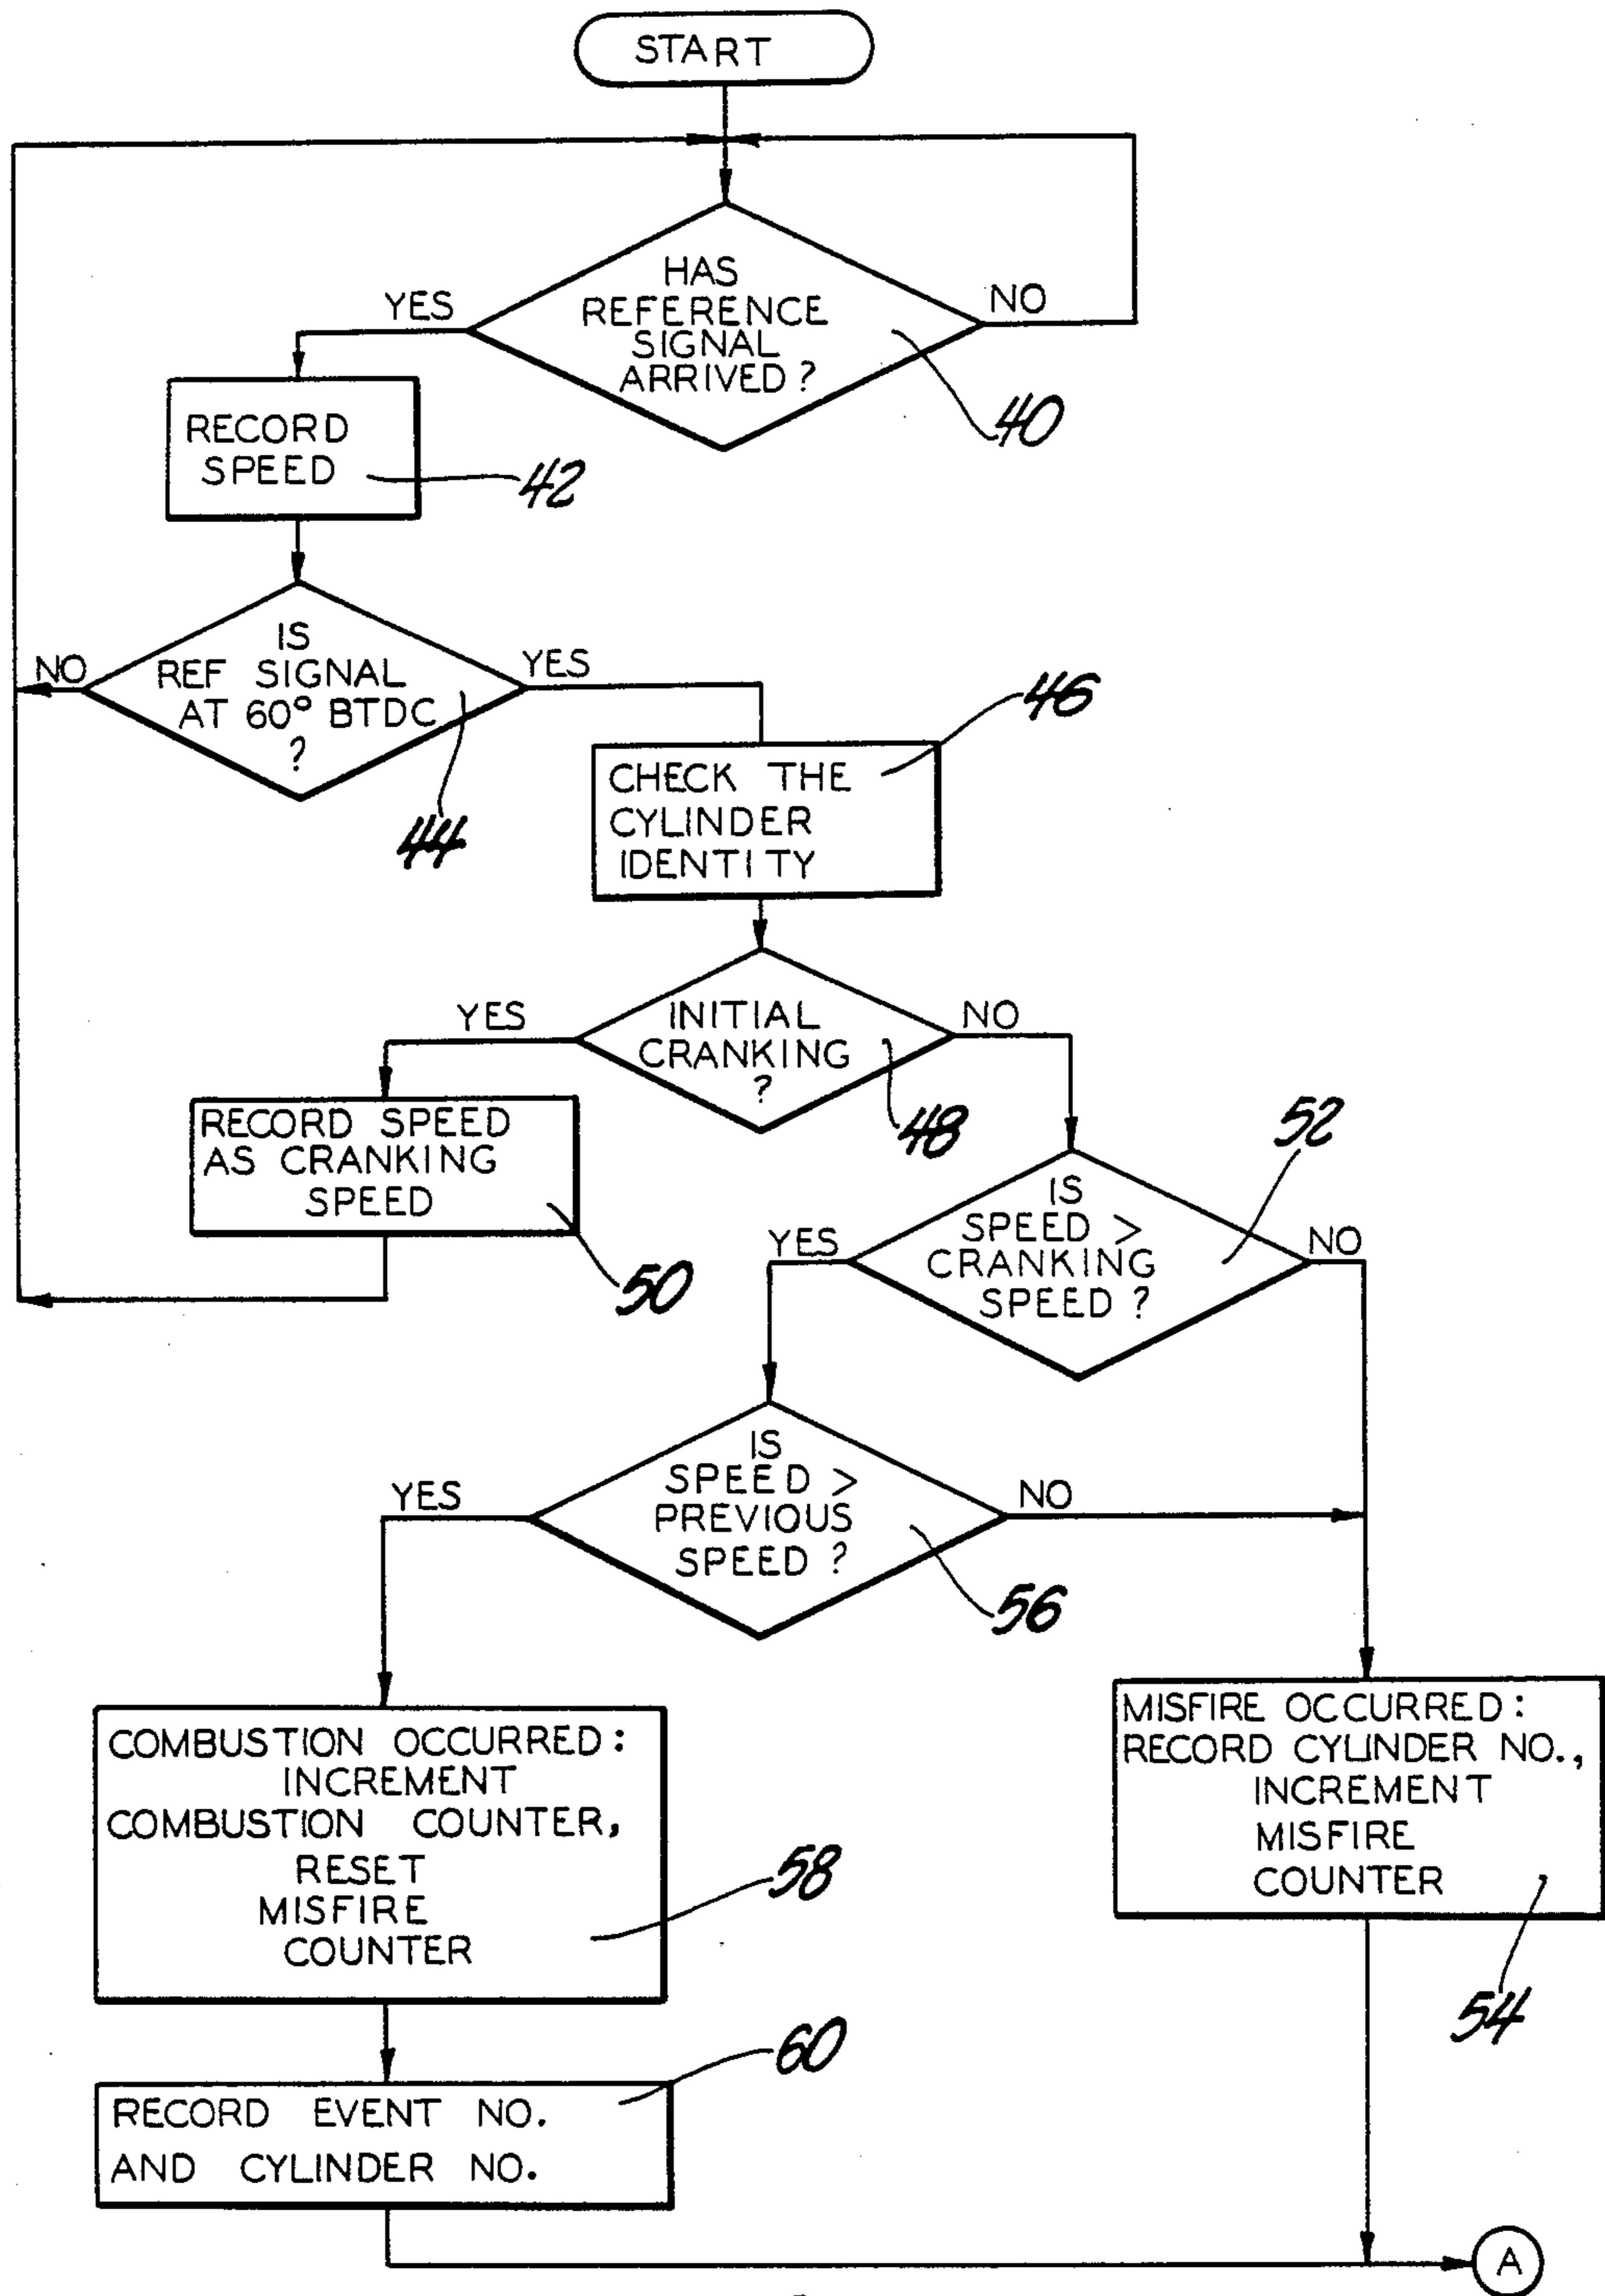 START
HAS
REFERENCE
SIGNAL
ARRIVED?
YES
NO
40
RECORD
SPEED
42
IS
REF SIGNAL
AT 60° BTDC
?
NO
YES
44
CHECK THE
CYLINDER
IDENTITY
46
INITIAL
CRANKING
?
YES
NO
48
RECORD SPEED
AS CRANKING
SPEED
50
IS
SPEED >
CRANKING
SPEED?
YES
NO
52
IS
SPEED >
PREVIOUS
SPEED?
YES
NO
56
COMBUSTION OCCURRED:
INCREMENT
COMBUSTION COUNTER,
RESET
MISFIRE
COUNTER
58
MISFIRE OCCURRED:
RECORD CYLINDER NO.,
INCREMENT
MISFIRE
COUNTER
54
RECORD EVENT NO.
AND CYLINDER NO.
60
A